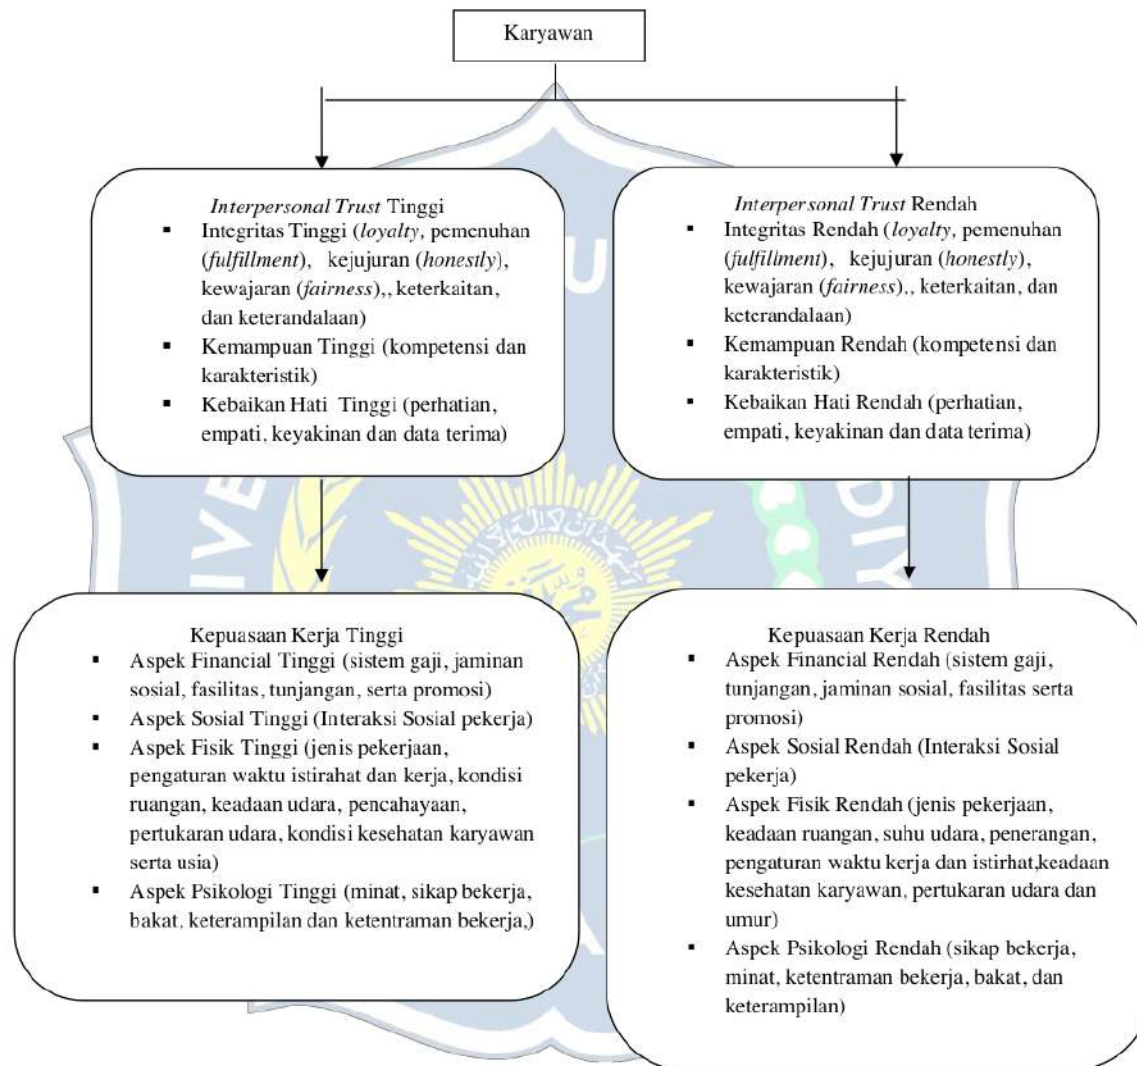 Karyawan
Interpersonal Trust Tinggi
▪ Integritas Tinggi (loyalty, pemenuhan
(fulfillment), kejujuran (honestly),
kewajaran (fairness),, keterkaitan,
dan keterandalaan)
▪ Kemampuan Tinggi (kompetensi dan
karakteristik)
▪ Kebaikan Hati Tinggi (perhatian,
empati, keyakinan dan data terima)
Interpersonal Trust Rendah
▪ Integritas Rendah (loyalty, pemenuhan
(fulfillment), kejujuran (honestly),
kewajaran (fairness),, keterkaitan, dan
keterandalaan)
▪ Kemampuan Rendah (kompetensi dan
karakteristik)
▪ Kebaikan Hati Rendah (perhatian,
empati, keyakinan dan data terima)
Kepuasaan Kerja Tinggi
▪ Aspek Financial Tinggi (sistem gaji, jaminan
sosial, fasilitas, tunjangan, serta promosi)
▪ Aspek Sosial Tinggi (Interaksi Sosial pekerja)
▪ Aspek Fisik Tinggi (jenis pekerjaan,
pengaturan waktu istirahat dan kerja, kondisi
ruangan, keadaan udara, pencahayaan,
pertukaran udara, kondisi kesehatan karyawan
serta usia)
▪ Aspek Psikologi Tinggi (minat, sikap bekerja,
bakat, keterampilan dan ketentraman bekerja,)
Kepuasaan Kerja Rendah
▪ Aspek Financial Rendah (sistem gaji,
tunjangan, jaminan sosial, fasilitas serta
promosi)
▪ Aspek Sosial Rendah (Interaksi Sosial
pekerja)
▪ Aspek Fisik Rendah (jenis pekerjaan,
keadaan ruangan, suhu udara, penerangan,
pengaturan waktu kerja dan istirhat,keadaan
kesehatan karyawan, pertukaran udara dan
umur)
▪ Aspek Psikologi Rendah (sikap bekerja,
minat, ketentraman bekerja, bakat, dan
keterampilan)